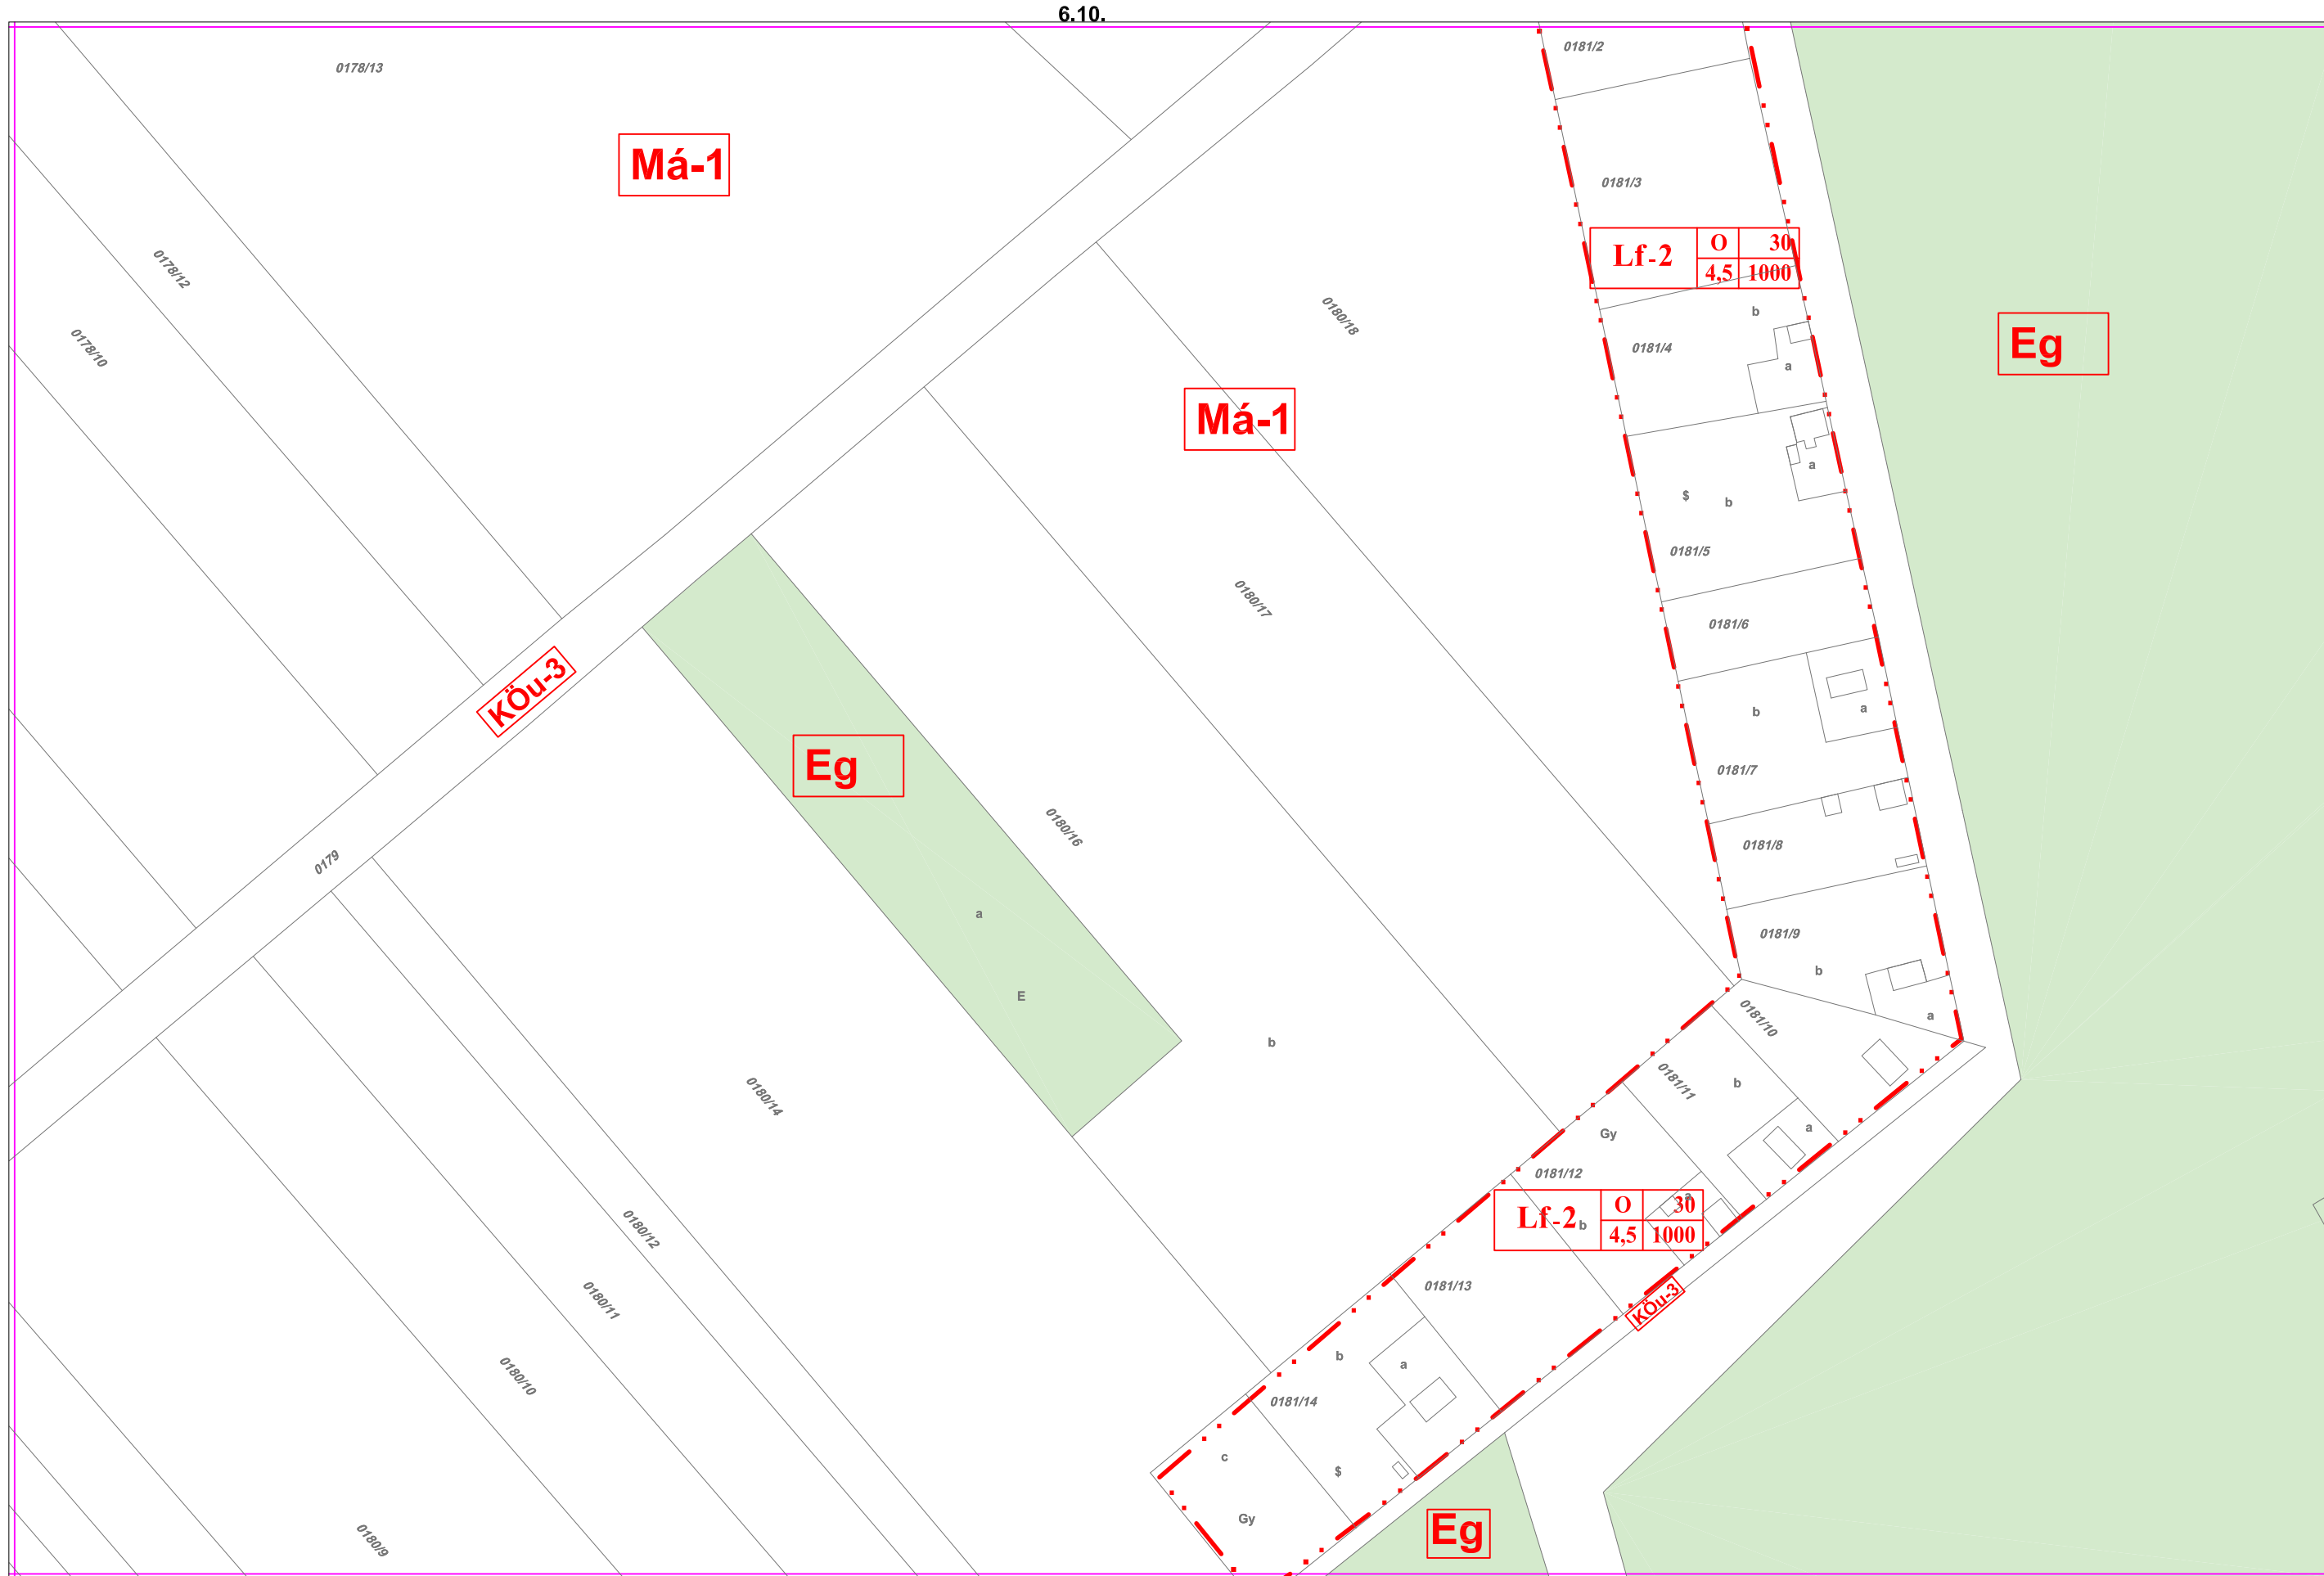 6.10.
0181/2
0178/13
Má-1
0181/3
Lf-2 O 30
4,5 1000
0178/12
0180/18
b
0178/10
0181/4
Eg
a
Má-1
a
$ b
0181/5
0180/17
0181/6
KÖu-3
b
a
Eg
0181/7
0180/16
0181/8
0179
a
0181/9
b
E
0181/10
a
b
0181/11
b
0180/14
a
Gy
0181/12
a
Lf-2 O 30
b
4,5 1000
0180/12
0181/13
0180/11
KÖu-3
b
a
0180/10
0181/14
c
$
Gy
Eg
0180/9